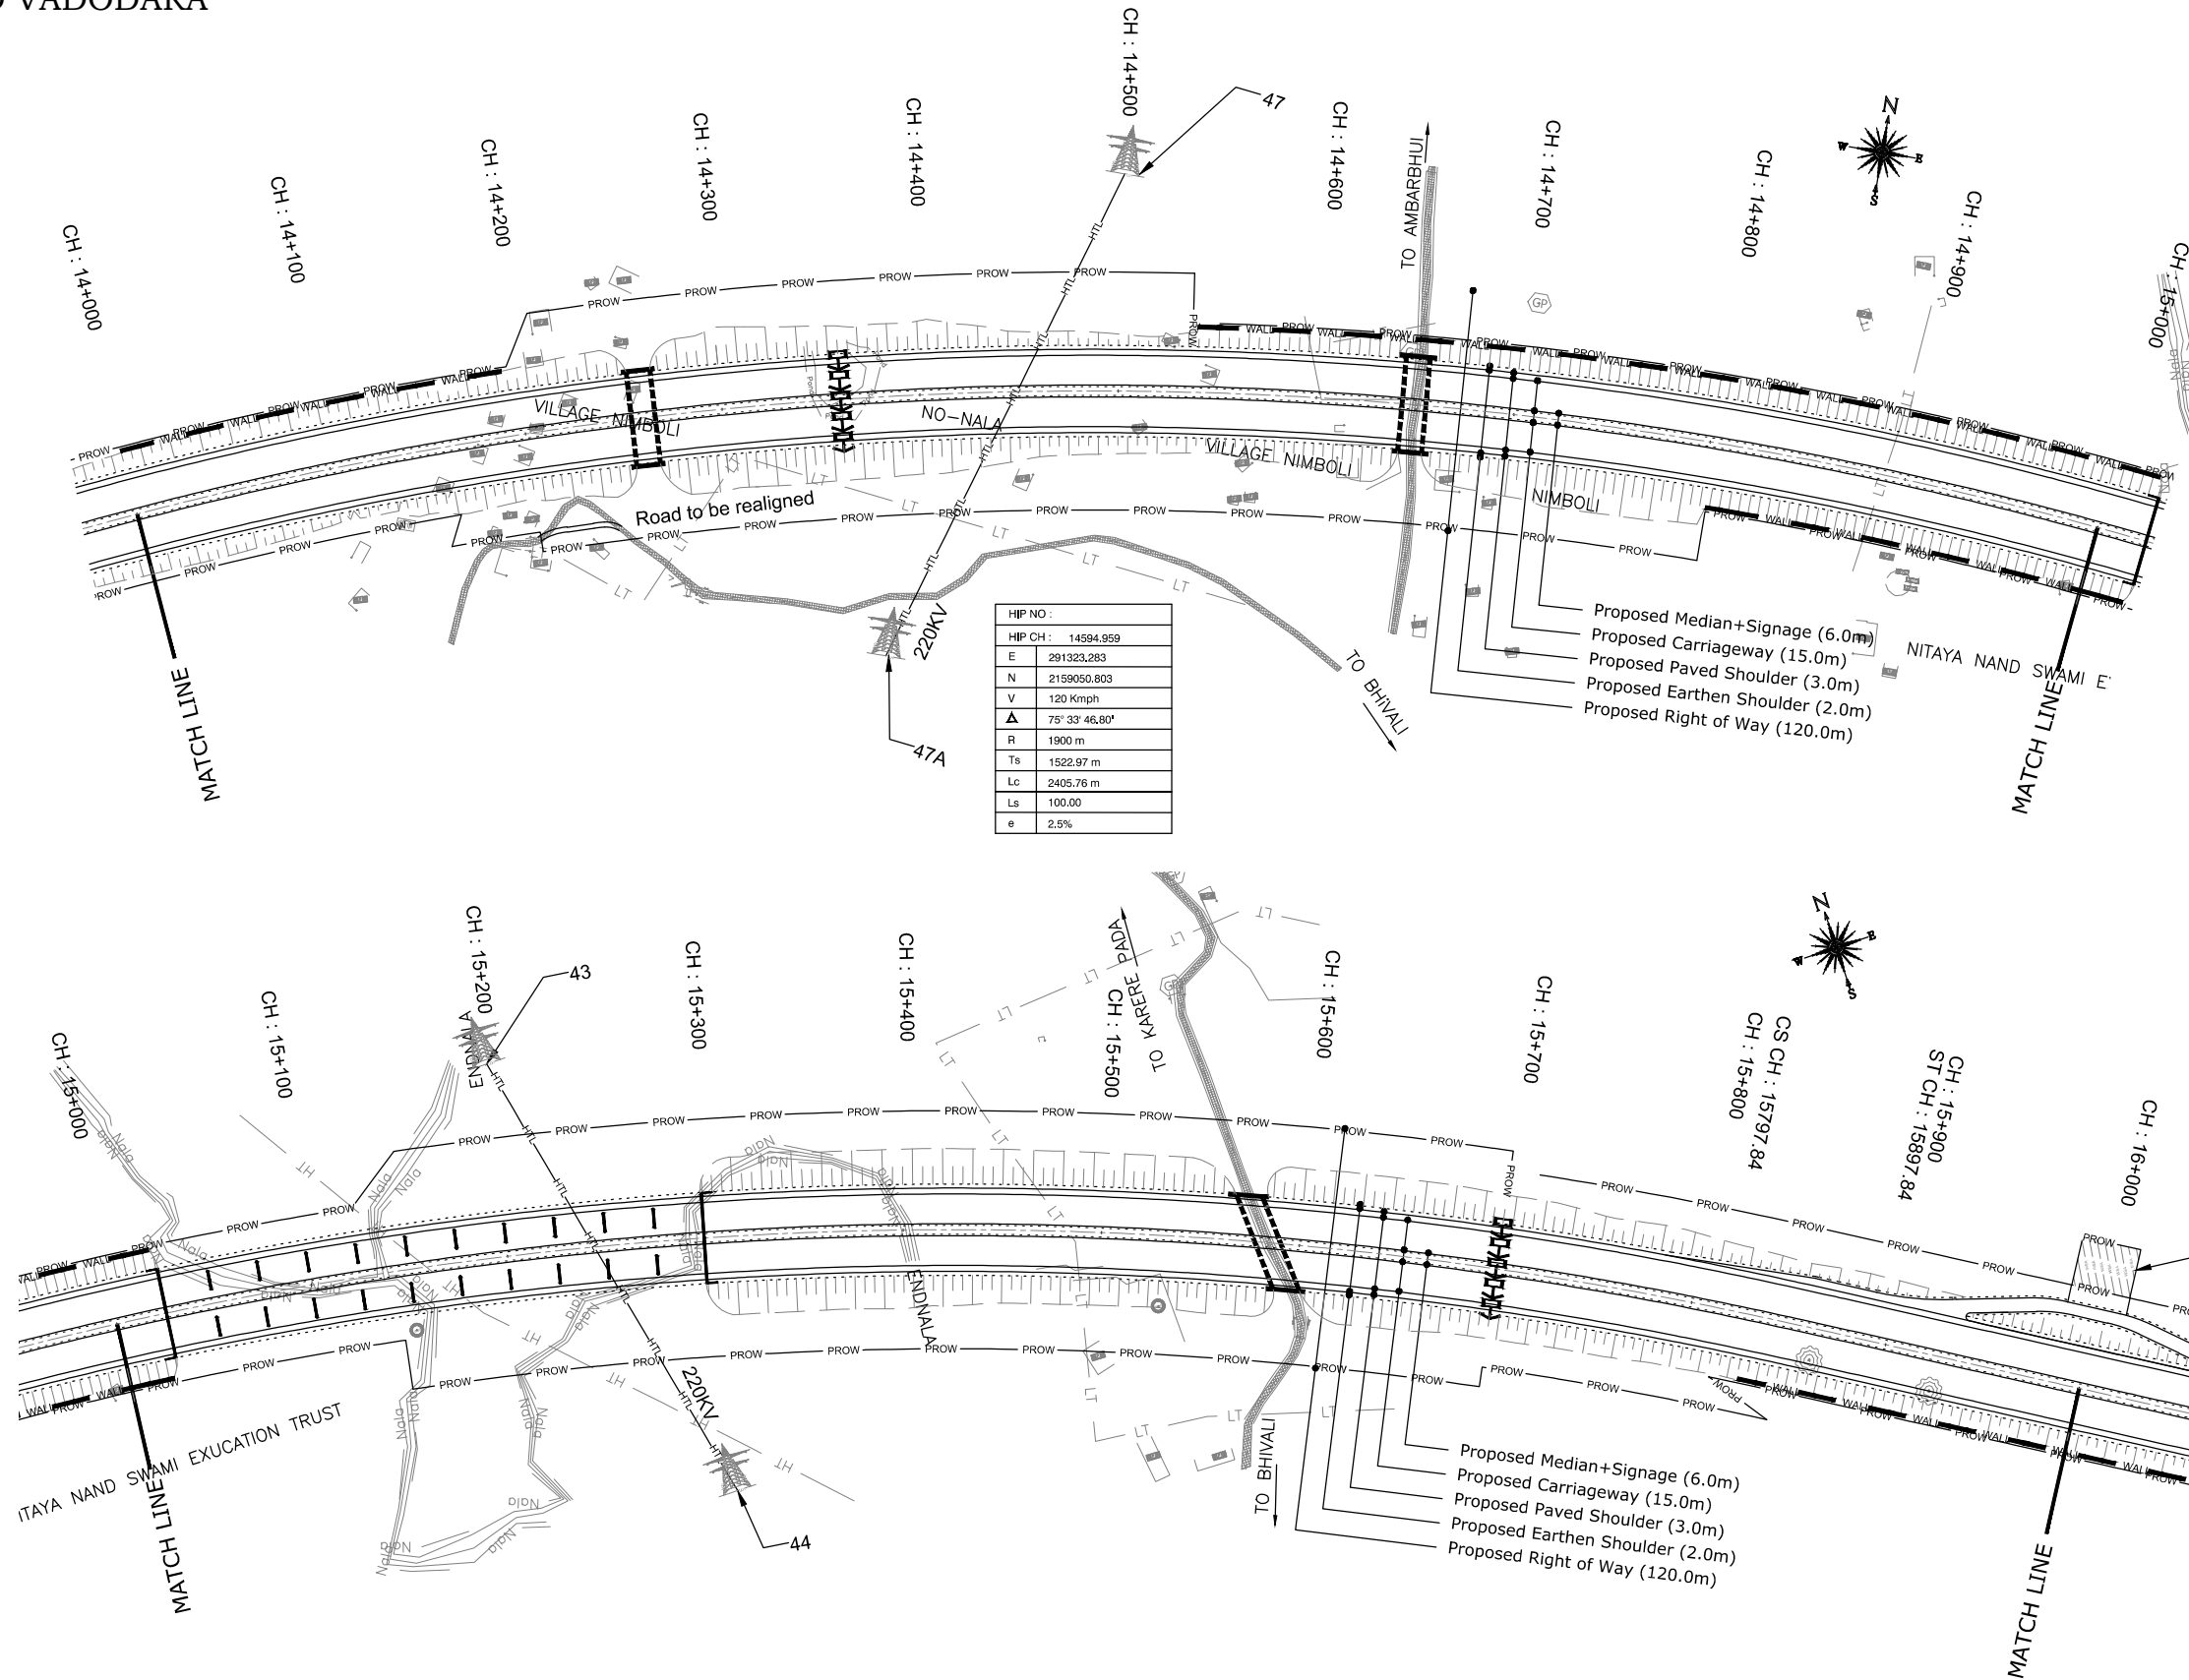 VADODARA
CH : 14+000
CH : 14+100
CH : 14+200
CH : 14+300
CH : 14+400
CH : 14+500
CH : 14+600
CH : 14+700
CH : 14+800
CH : 14+900
CH : 15+000
47
N
W
E
S
TO AMBARBHUI
GP
PROW
WALL
HTL
VILLAGE NIMBOLI
NO-NALA
VILLAGE NIMBOLI
NIMBOLI
Road to be realigned
LT
220KV
47A
TO BHIVALI
MATCH LINE
MATCH LINE
NITAYA NAND SWAMI E
Proposed Median+Signage (6.0m)
Proposed Carriageway (15.0m)
Proposed Paved Shoulder (3.0m)
Proposed Earthen Shoulder (2.0m)
Proposed Right of Way (120.0m)
HIP NO :
HIP CH : 14594.959
E 291323.283
N 2159050.803
V 120 Kmph
Δ 75° 33' 46.80"
R 1900 m
Ts 1522.97 m
Lc 2405.76 m
Ls 100.00
e 2.5%
CH : 15+000
CH : 15+100
CH : 15+200
CH : 15+300
CH : 15+400
CH : 15+500
CH : 15+600
CH : 15+700
CH : 15+800
CS CH : 15797.84
CH : 15+900
ST CH : 15897.84
CH : 16+000
43
TO KARERE PADA
N
W
E
S
Nala
HT
HTL
LT
PROW
WALL
ENDNALA
ENDNALA
220KV
44
TO BHIVALI
ITAYA NAND SWAMI EXUCATION TRUST
MATCH LINE
MATCH LINE
Proposed Median+Signage (6.0m)
Proposed Carriageway (15.0m)
Proposed Paved Shoulder (3.0m)
Proposed Earthen Shoulder (2.0m)
Proposed Right of Way (120.0m)